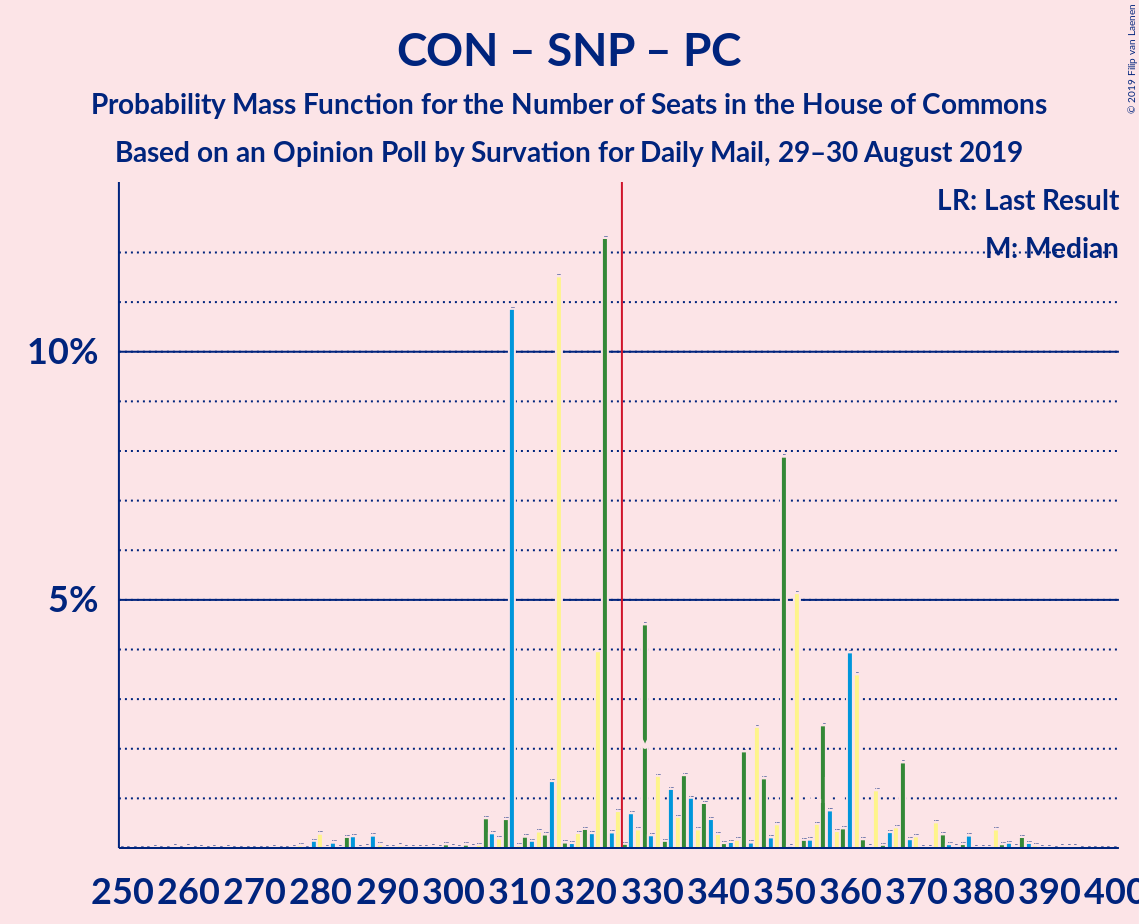 CON – SNP – PC
Probability Mass Function for the Number of Seats in the House of Commons
Based on an Opinion Poll by Survation for Daily Mail, 29–30 August 2019
© 2019 Filip van Laenen
LR: Last Result
M: Median
10%
5%
250 260 270 280 290 300 310 320 330 340 350 360 370 380 390 400